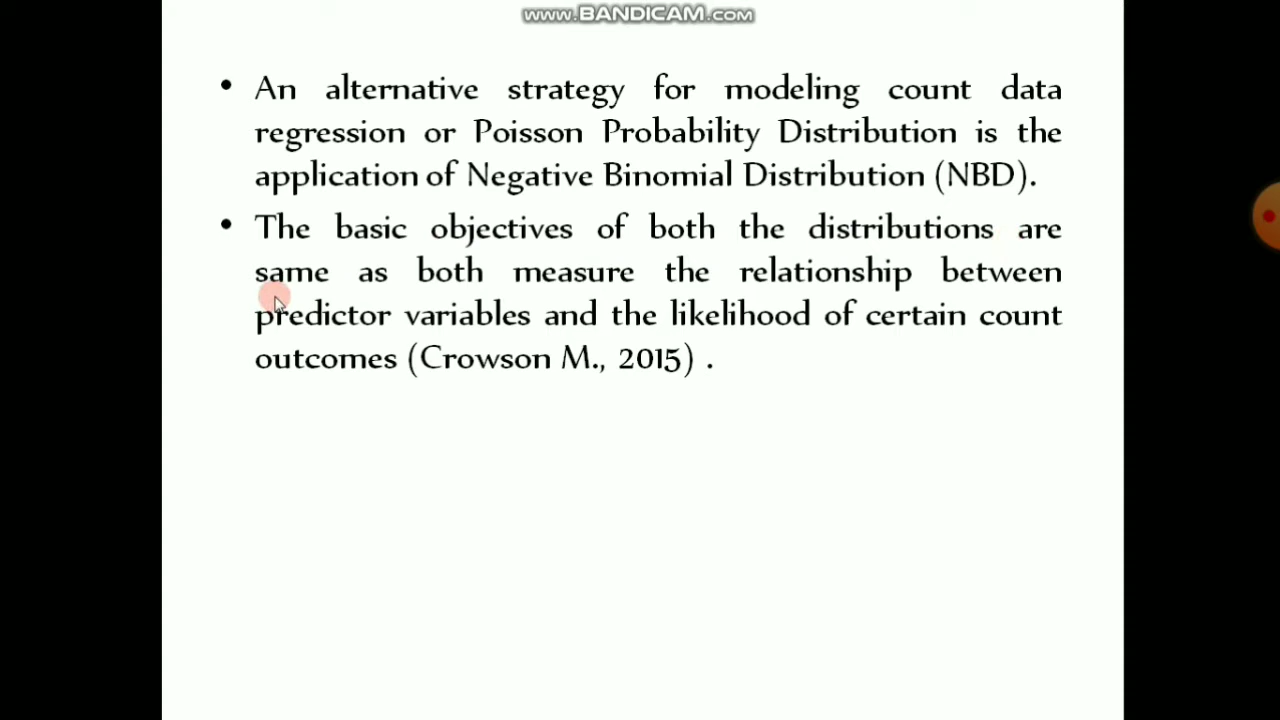 www.BANDICAM.com
• An alternative strategy for modeling count data
regression or Poisson Probability Distribution is the
application of Negative Binomial Distribution (NBD).
• The basic objectives of both the distributions are
same as both measure the relationship between
predictor variables and the likelihood of certain count
outcomes (Crowson M., 2015) .